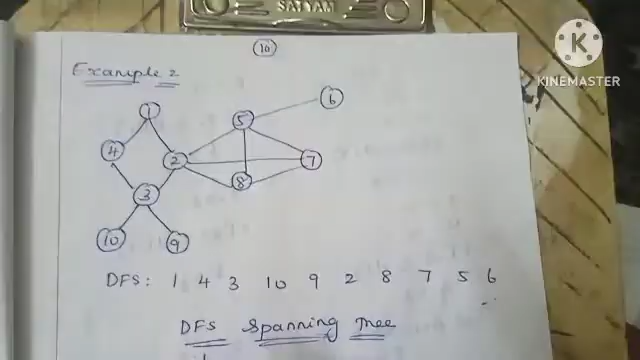 SATYAM
10
Example 2
KINEMASTER
1
6
5
4
2
7
3
8
10
9
DFS: 1 4 3 10 9 2 8 7 5 6
DFS Spanning Tree